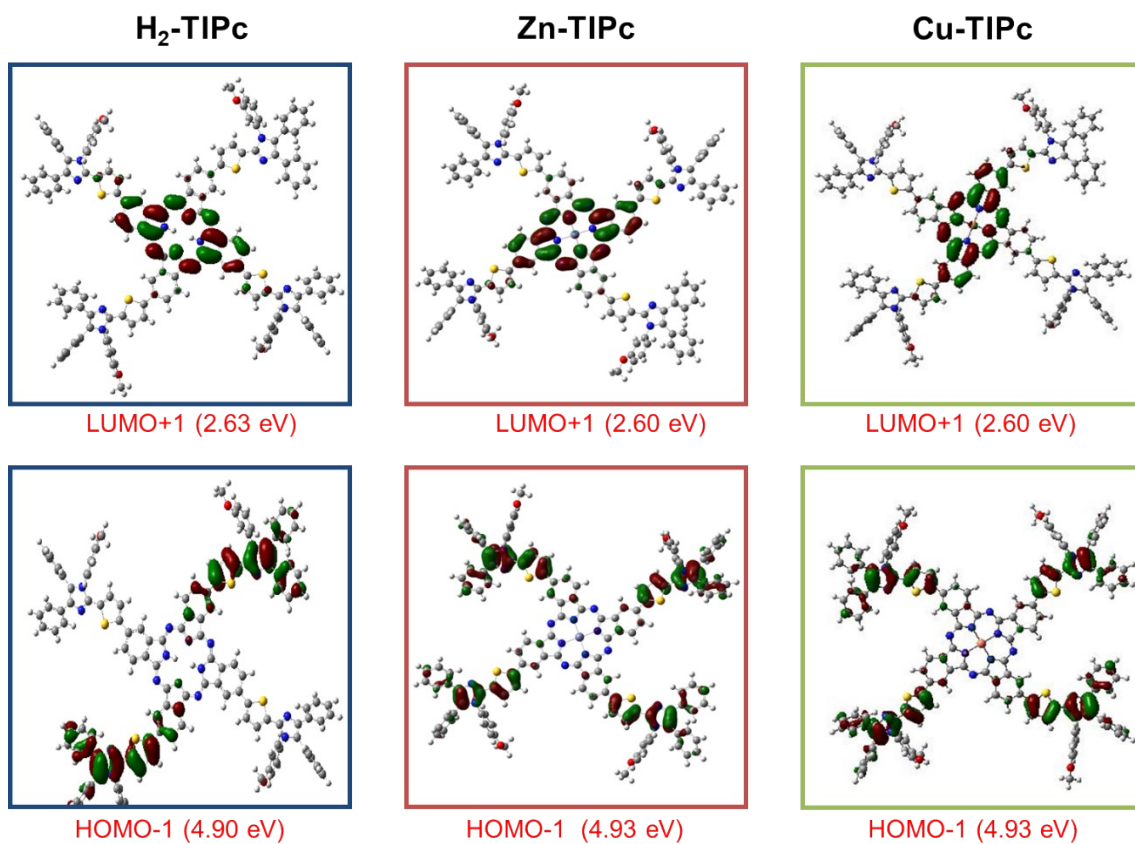 H₂-TIPc
Zn-TIPc
Cu-TIPc
LUMO+1 (2.63 eV)
LUMO+1 (2.60 eV)
LUMO+1 (2.60 eV)
HOMO-1 (4.90 eV)
HOMO-1 (4.93 eV)
HOMO-1 (4.93 eV)